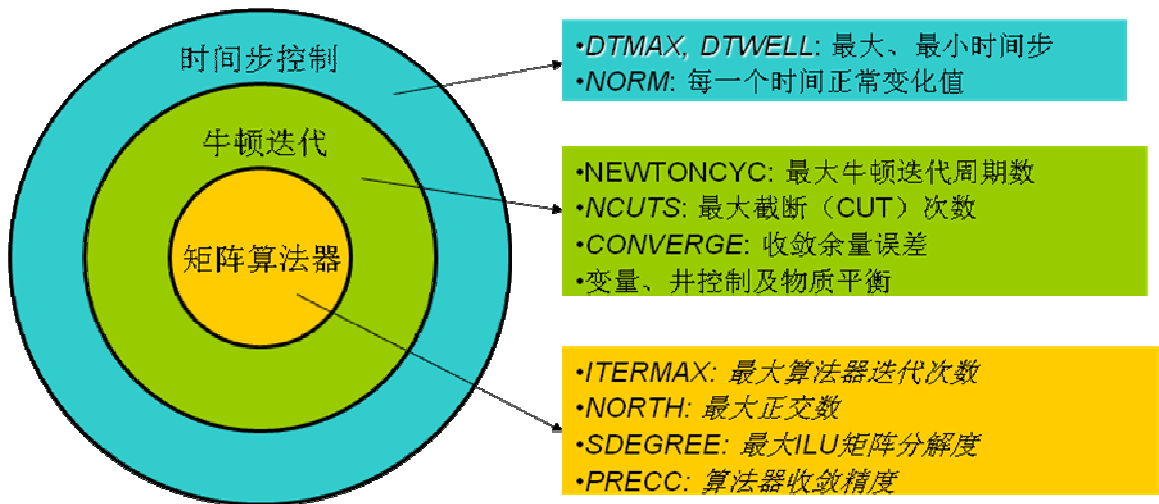 时间步控制
牛顿迭代
矩阵算法器
•DTMAX, DTWELL: 最大、最小时间步
•NORM: 每一个时间正常变化值
•NEWTONCYC: 最大牛顿迭代周期数
•NCUTS: 最大截断（CUT）次数
•CONVERGE: 收敛余量误差
•变量、井控制及物质平衡
•ITERMAX: 最大算法器迭代次数
•NORTH: 最大正交数
•SDEGREE: 最大ILU矩阵分解度
•PRECC: 算法器收敛精度